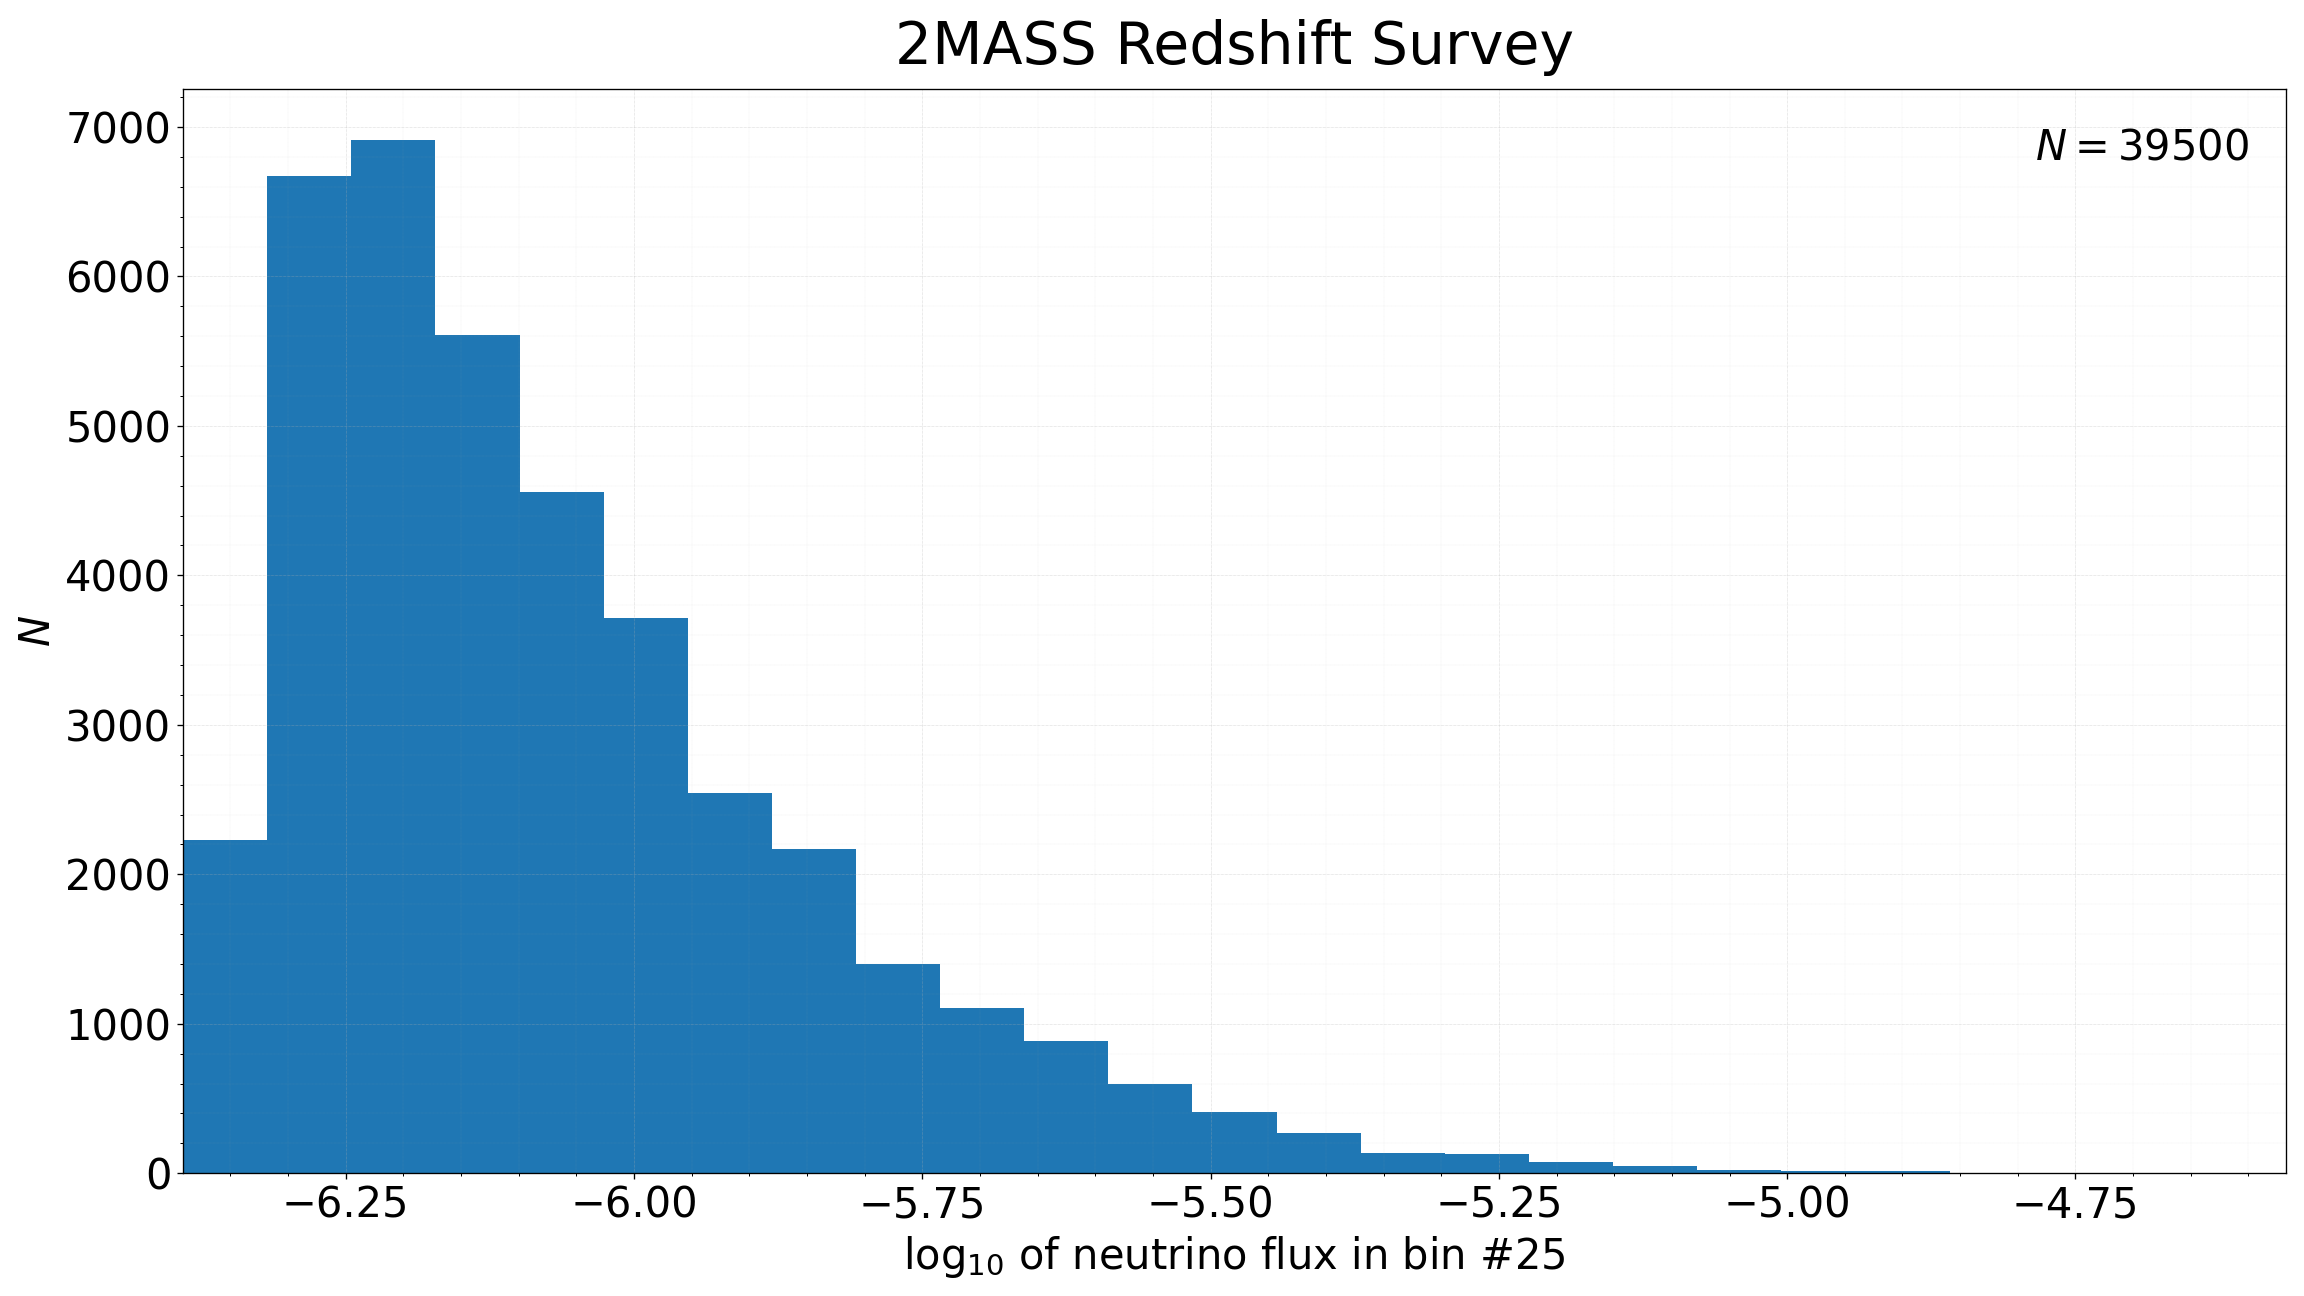 2MASS Redshift Survey
N = 39500
7000
6000
5000
4000
3000
2000
1000
0
N
−6.25 −6.00 −5.75 −5.50 −5.25 −5.00 −4.75
log₁₀ of neutrino flux in bin #25